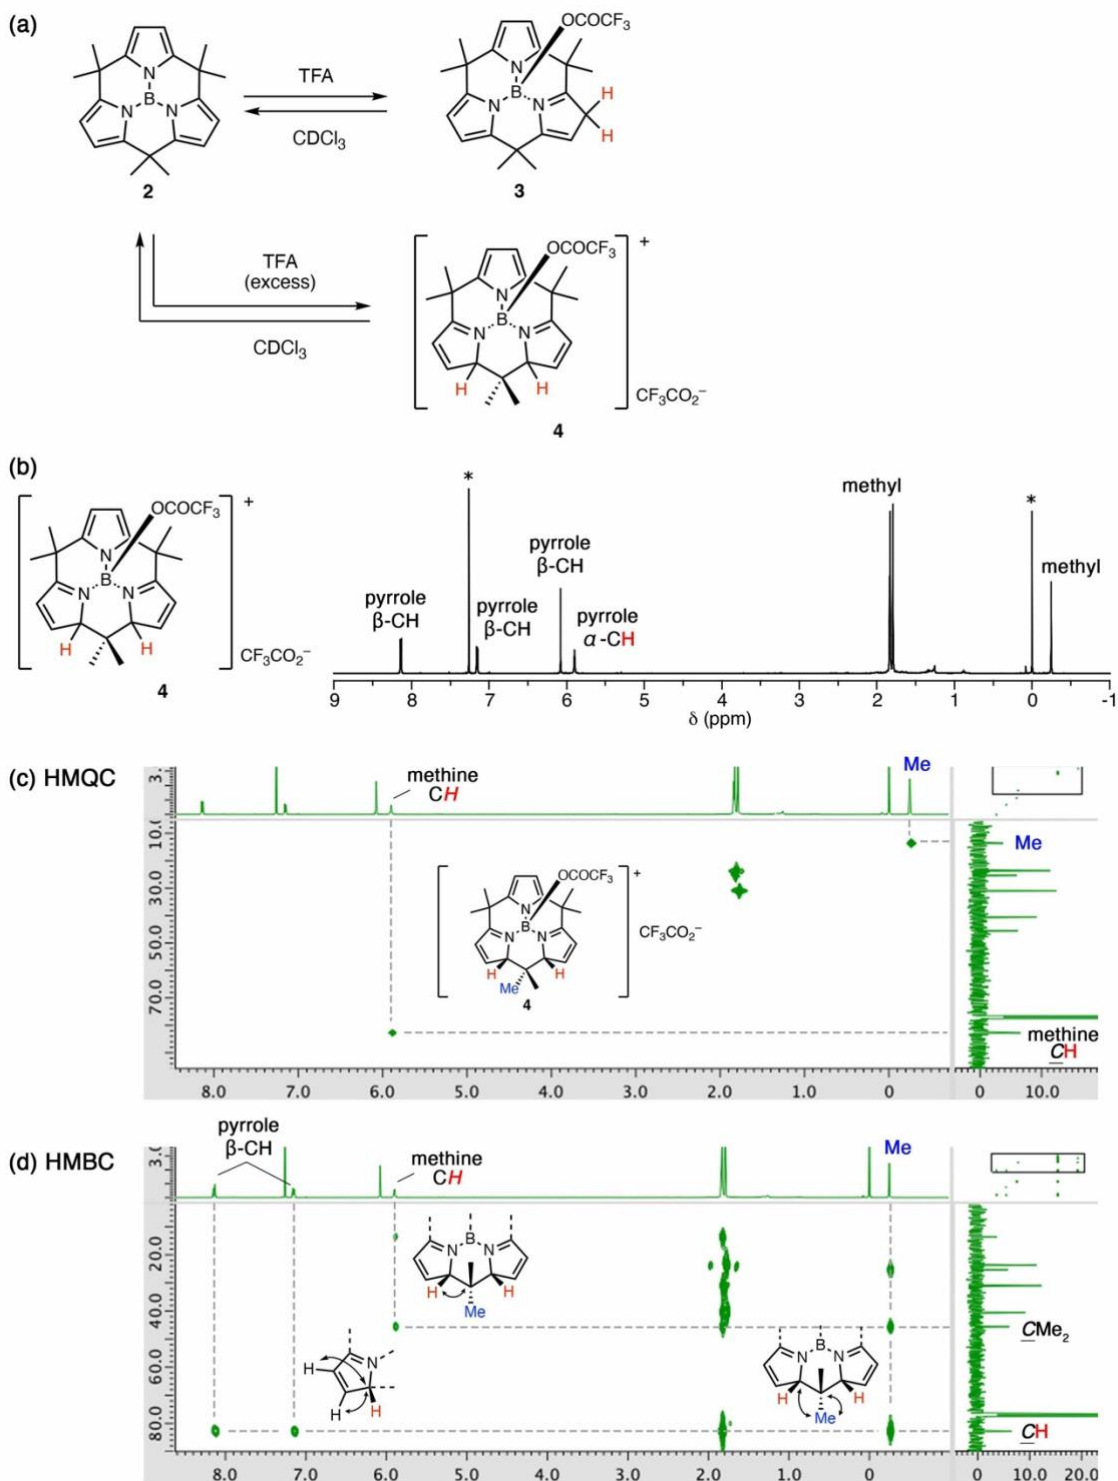 (a)
OCOCF3
TFA
CDCl3
N
B
N N
2
N
B
N N
H
H
3
TFA
(excess)
CDCl3
OCOCF3
+
N
B
N N
H H
CF3CO2–
4
(b)
OCOCF3
+
N
B
N N
H H
CF3CO2–
4
*
methyl
*
pyrrole
β-CH
methyl
pyrrole
β-CH
pyrrole
β-CH
pyrrole
α-CH
9 8 7 6 5 4 3 2 1 0 -1
δ (ppm)
(c) HMQC
methine
CH
Me
3.
10.0
30.0
50.0
70.0
Me
OCOCF3
+
N
B
N N
H H
Me
CF3CO2–
4
methine
CH
8.0 7.0 6.0 5.0 4.0 3.0 2.0 1.0 0
0 10.0
(d) HMBC
pyrrole
β-CH
methine
CH
Me
3.0
20.0
40.0
60.0
80.0
B
N N
H H
Me
CMe2
H
N
H H
B
N N
H H
Me
CH
8.0 7.0 6.0 5.0 4.0 3.0 2.0 1.0 0
0 10.0